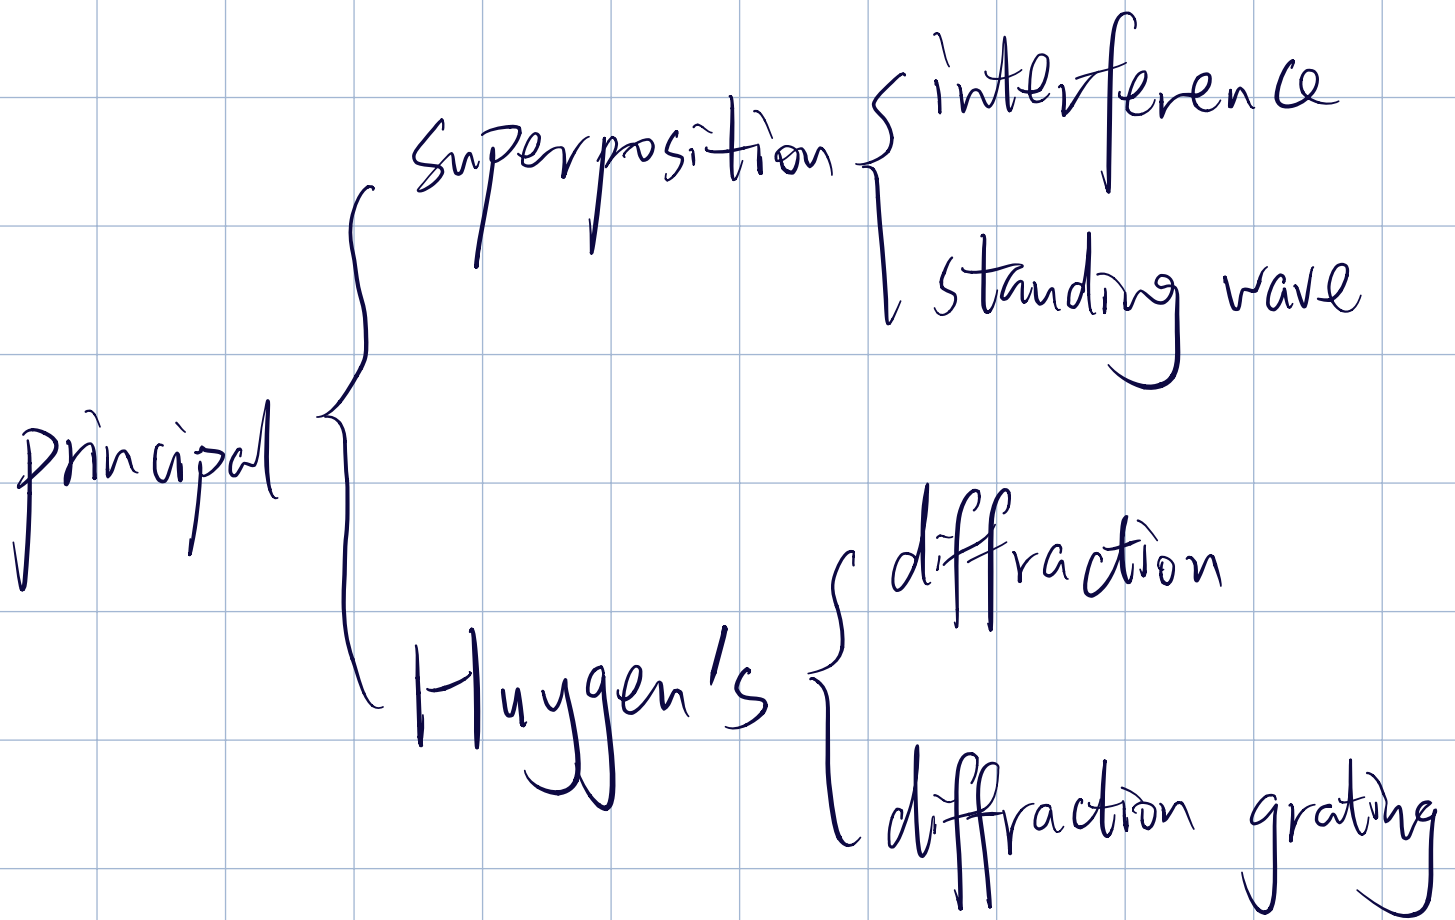 interference
superposition
standing wave
principal
diffraction
Huygen's
diffraction grating